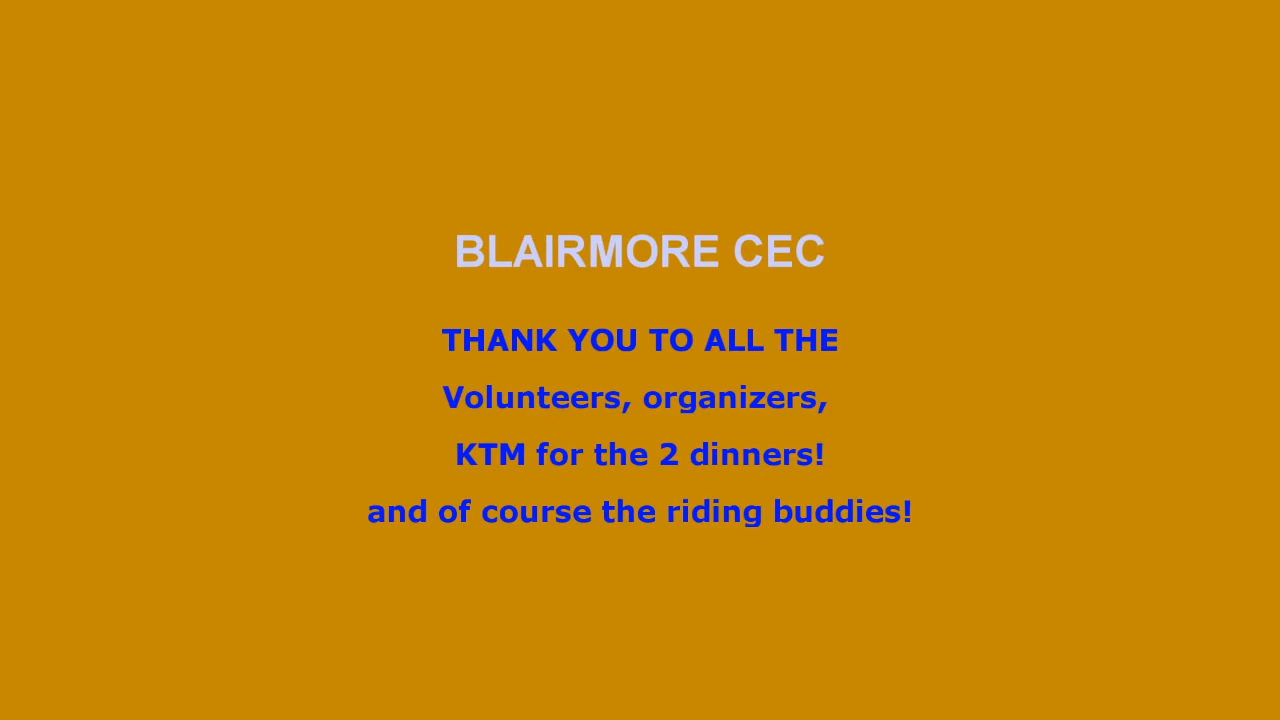 BLAIRMORE CEC
THANK YOU TO ALL THE
Volunteers, organizers,
KTM for the 2 dinners!
and of course the riding buddies!